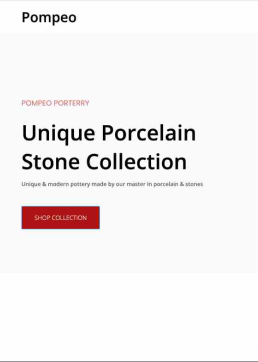 Pompeo
POMPEO PORTERRY
Unique Porcelain
Stone Collection
Unique & modern pottery made by our master in porcelain & stones
SHOP COLLECTION